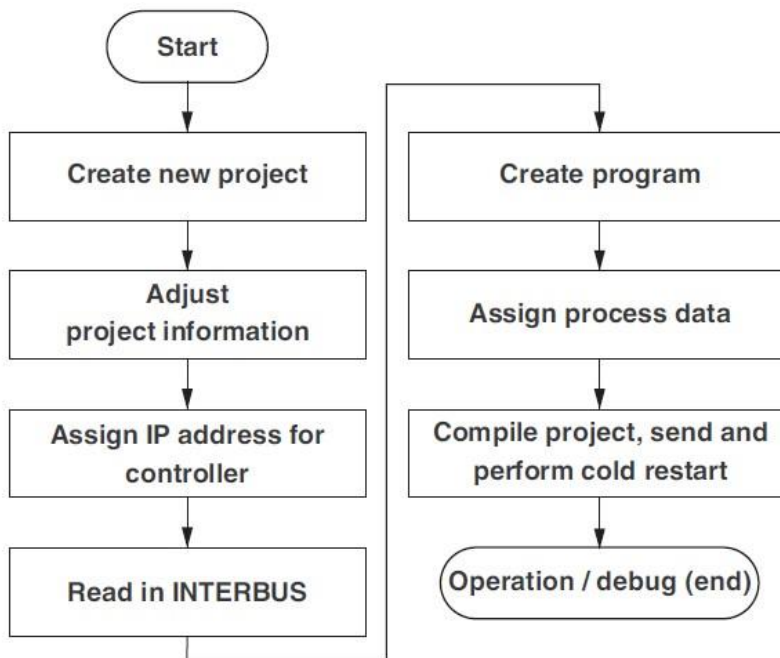 Start
Create new project
Adjust
project information
Assign IP address for
controller
Read in INTERBUS
Create program
Assign process data
Compile project, send and
perform cold restart
Operation / debug (end)